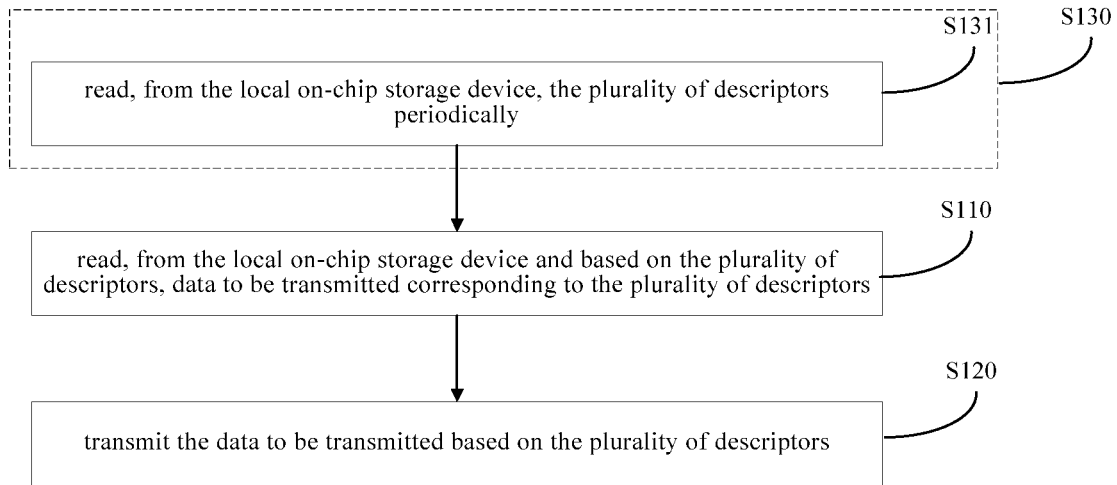 S131
S130
read, from the local on-chip storage device, the plurality of descriptors
periodically
S110
read, from the local on-chip storage device and based on the plurality of
descriptors, data to be transmitted corresponding to the plurality of descriptors
S120
transmit the data to be transmitted based on the plurality of descriptors